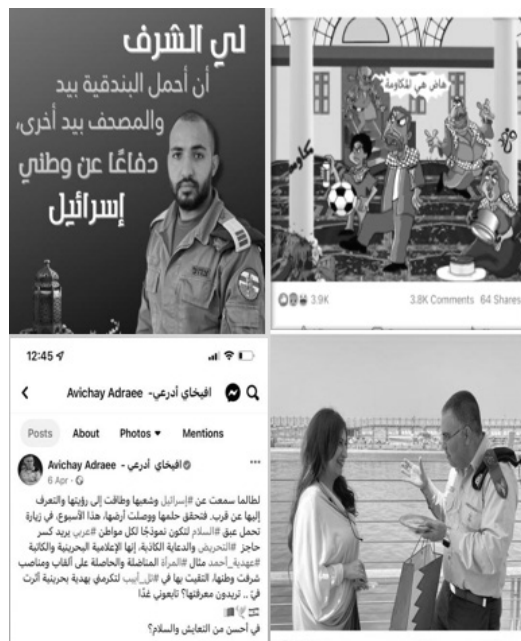 لي الشرف
أن أحمل البندقية بيد
والمصحف بيد أخرى،
دفاعًا عن وطني
إسرائيل
هاض هي المكاومة
3.9K
3.8K Comments 64 Shares
12:45
Avichay Adraee - افيخاي أدرعي
Posts About Photos Mentions
Avichay Adraee - افيخاي أدرعي
6 Apr
لطالما سمعت عن #إسرائيل وشعبها وطاقت إلى رؤيتها والتعرف
إليها عن قرب. فتحقق حلمها ووصلت أرضها، هذا الأسبوع، في زيارة
تحمل عبق #السلام لتكون نموذجًا لكل مواطن #عربي يريد كسر
حاجز #التحريض والدعاية الكاذبة، إنها الإعلامية البحرينية والكاتبة
#عهدية_أحمد مثال #المرأة المناضلة والحاصلة على ألقاب ومناصب
شرفت وطنها، التقيت بها في #تل_أبيب لتكرمني بهدية بحرينية أثرت
فيّ .. تريدون معرفتها؟ تابعوني غدًا
في أحسن من التعايش والسلام؟